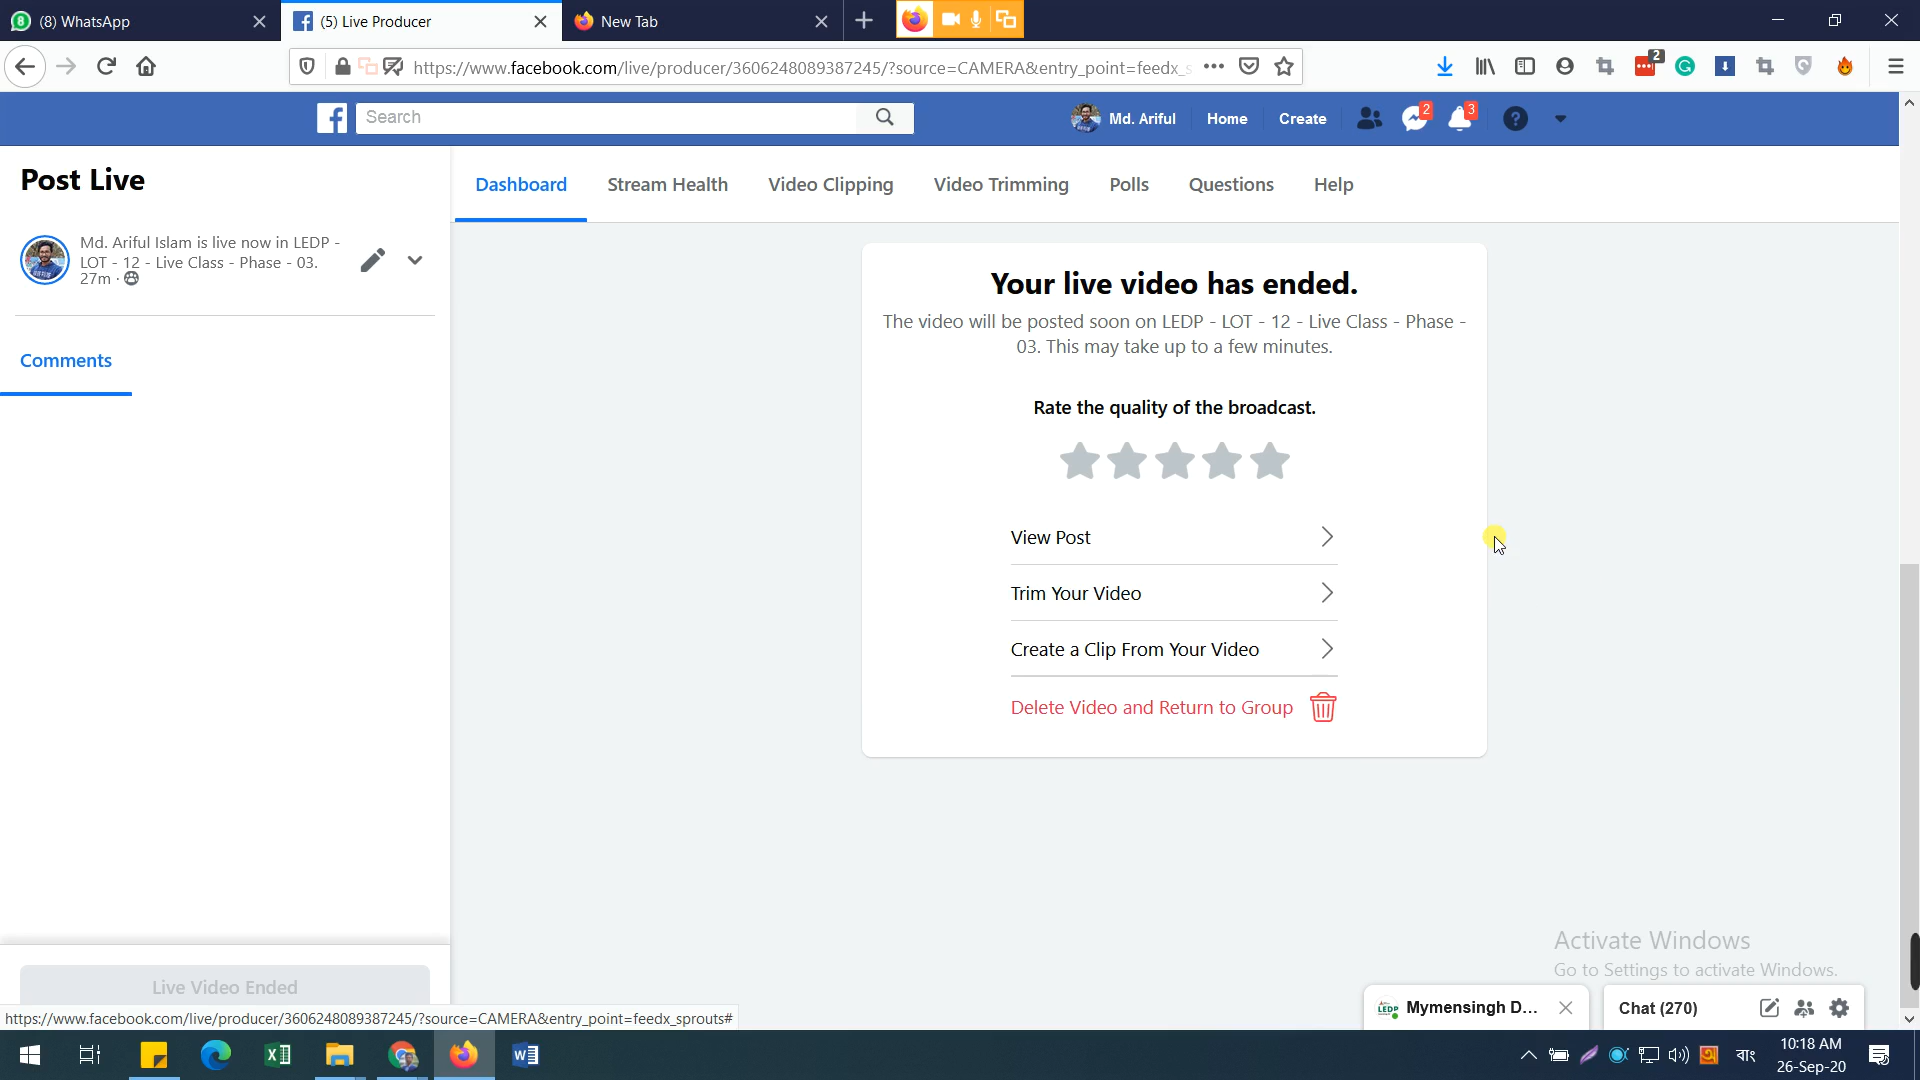 (8) WhatsApp
(5) Live Producer
New Tab
https://www.facebook.com/live/producer/3606248089387245/?source=CAMERA&entry_point=feedx_s
2
Search
Md. Ariful
Home
Create
2
3
Post Live
Dashboard
Stream Health
Video Clipping
Video Trimming
Polls
Questions
Help
Md. Ariful Islam is live now in LEDP -
LOT - 12 - Live Class - Phase - 03.
27m ·
Comments
Your live video has ended.
The video will be posted soon on LEDP - LOT - 12 - Live Class - Phase -
03. This may take up to a few minutes.
Rate the quality of the broadcast.
View Post
Trim Your Video
Create a Clip From Your Video
Delete Video and Return to Group
Activate Windows
Go to Settings to activate Windows.
Live Video Ended
LEDP
Mymensingh D...
Chat (270)
https://www.facebook.com/live/producer/3606248089387245/?source=CAMERA&entry_point=feedx_sprouts#
বাং
10:18 AM
26-Sep-20